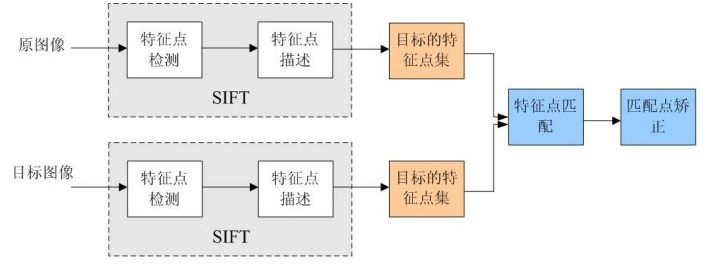 原图像
特征点
检测
特征点
描述
SIFT
目标的特
征点集
目标图像
特征点
检测
特征点
描述
SIFT
目标的特
征点集
特征点匹
配
匹配点矫
正